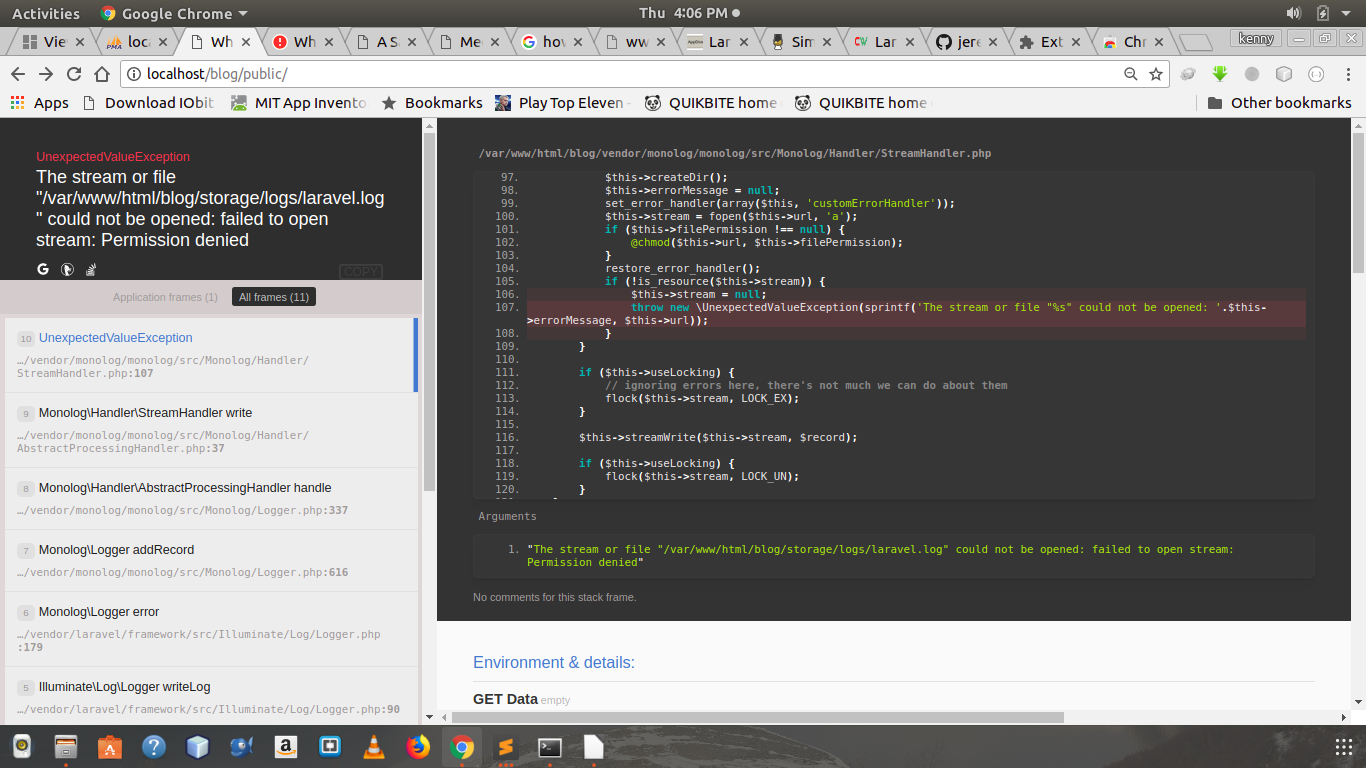 Activities
Google Chrome
Thu 4:06 PM
Vie
loca
Wh
Wh
A S
Me
how
ww
Lar
Sim
Lar
jere
Ext
Chr
kenny
localhost/blog/public/
Apps
Download IObit
MIT App Invento
Bookmarks
Play Top Eleven -
QUIKBITE home
QUIKBITE home
Other bookmarks
UnexpectedValueException
The stream or file
"/var/www/html/blog/storage/logs/laravel.log
" could not be opened: failed to open
stream: Permission denied
COPY
Application frames (1)
All frames (11)
10 UnexpectedValueException
…/vendor/monolog/monolog/src/Monolog/Handler/
StreamHandler.php:107
9 Monolog\Handler\StreamHandler write
…/vendor/monolog/monolog/src/Monolog/Handler/
AbstractProcessingHandler.php:37
8 Monolog\Handler\AbstractProcessingHandler handle
…/vendor/monolog/monolog/src/Monolog/Logger.php:337
7 Monolog\Logger addRecord
…/vendor/monolog/monolog/src/Monolog/Logger.php:616
6 Monolog\Logger error
…/vendor/laravel/framework/src/Illuminate/Log/Logger.php
:179
5 Illuminate\Log\Logger writeLog
…/vendor/laravel/framework/src/Illuminate/Log/Logger.php:90
/var/www/html/blog/vendor/monolog/monolog/src/Monolog/Handler/StreamHandler.php
97. $this->createDir();
98. $this->errorMessage = null;
99. set_error_handler(array($this, 'customErrorHandler'));
100. $this->stream = fopen($this->url, 'a');
101. if ($this->filePermission !== null) {
102. @chmod($this->url, $this->filePermission);
103. }
104. restore_error_handler();
105. if (!is_resource($this->stream)) {
106. $this->stream = null;
107. throw new \UnexpectedValueException(sprintf('The stream or file "%s" could not be opened: '.$this-
>errorMessage, $this->url));
108. }
109. }
110.
111. if ($this->useLocking) {
112. // ignoring errors here, there's not much we can do about them
113. flock($this->stream, LOCK_EX);
114. }
115.
116. $this->streamWrite($this->stream, $record);
117.
118. if ($this->useLocking) {
119. flock($this->stream, LOCK_UN);
120. }
Arguments
1. "The stream or file "/var/www/html/blog/storage/logs/laravel.log" could not be opened: failed to open stream:
Permission denied"
No comments for this stack frame.
Environment & details:
GET Data empty